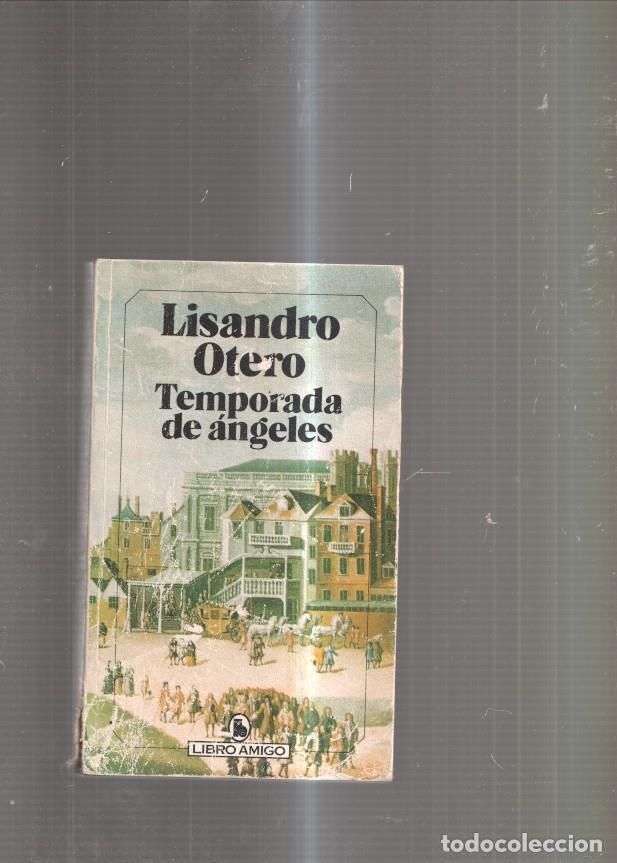 Lisandro
Otero
Temporada
de ángeles
LIBRO AMIGO
todocoleccion